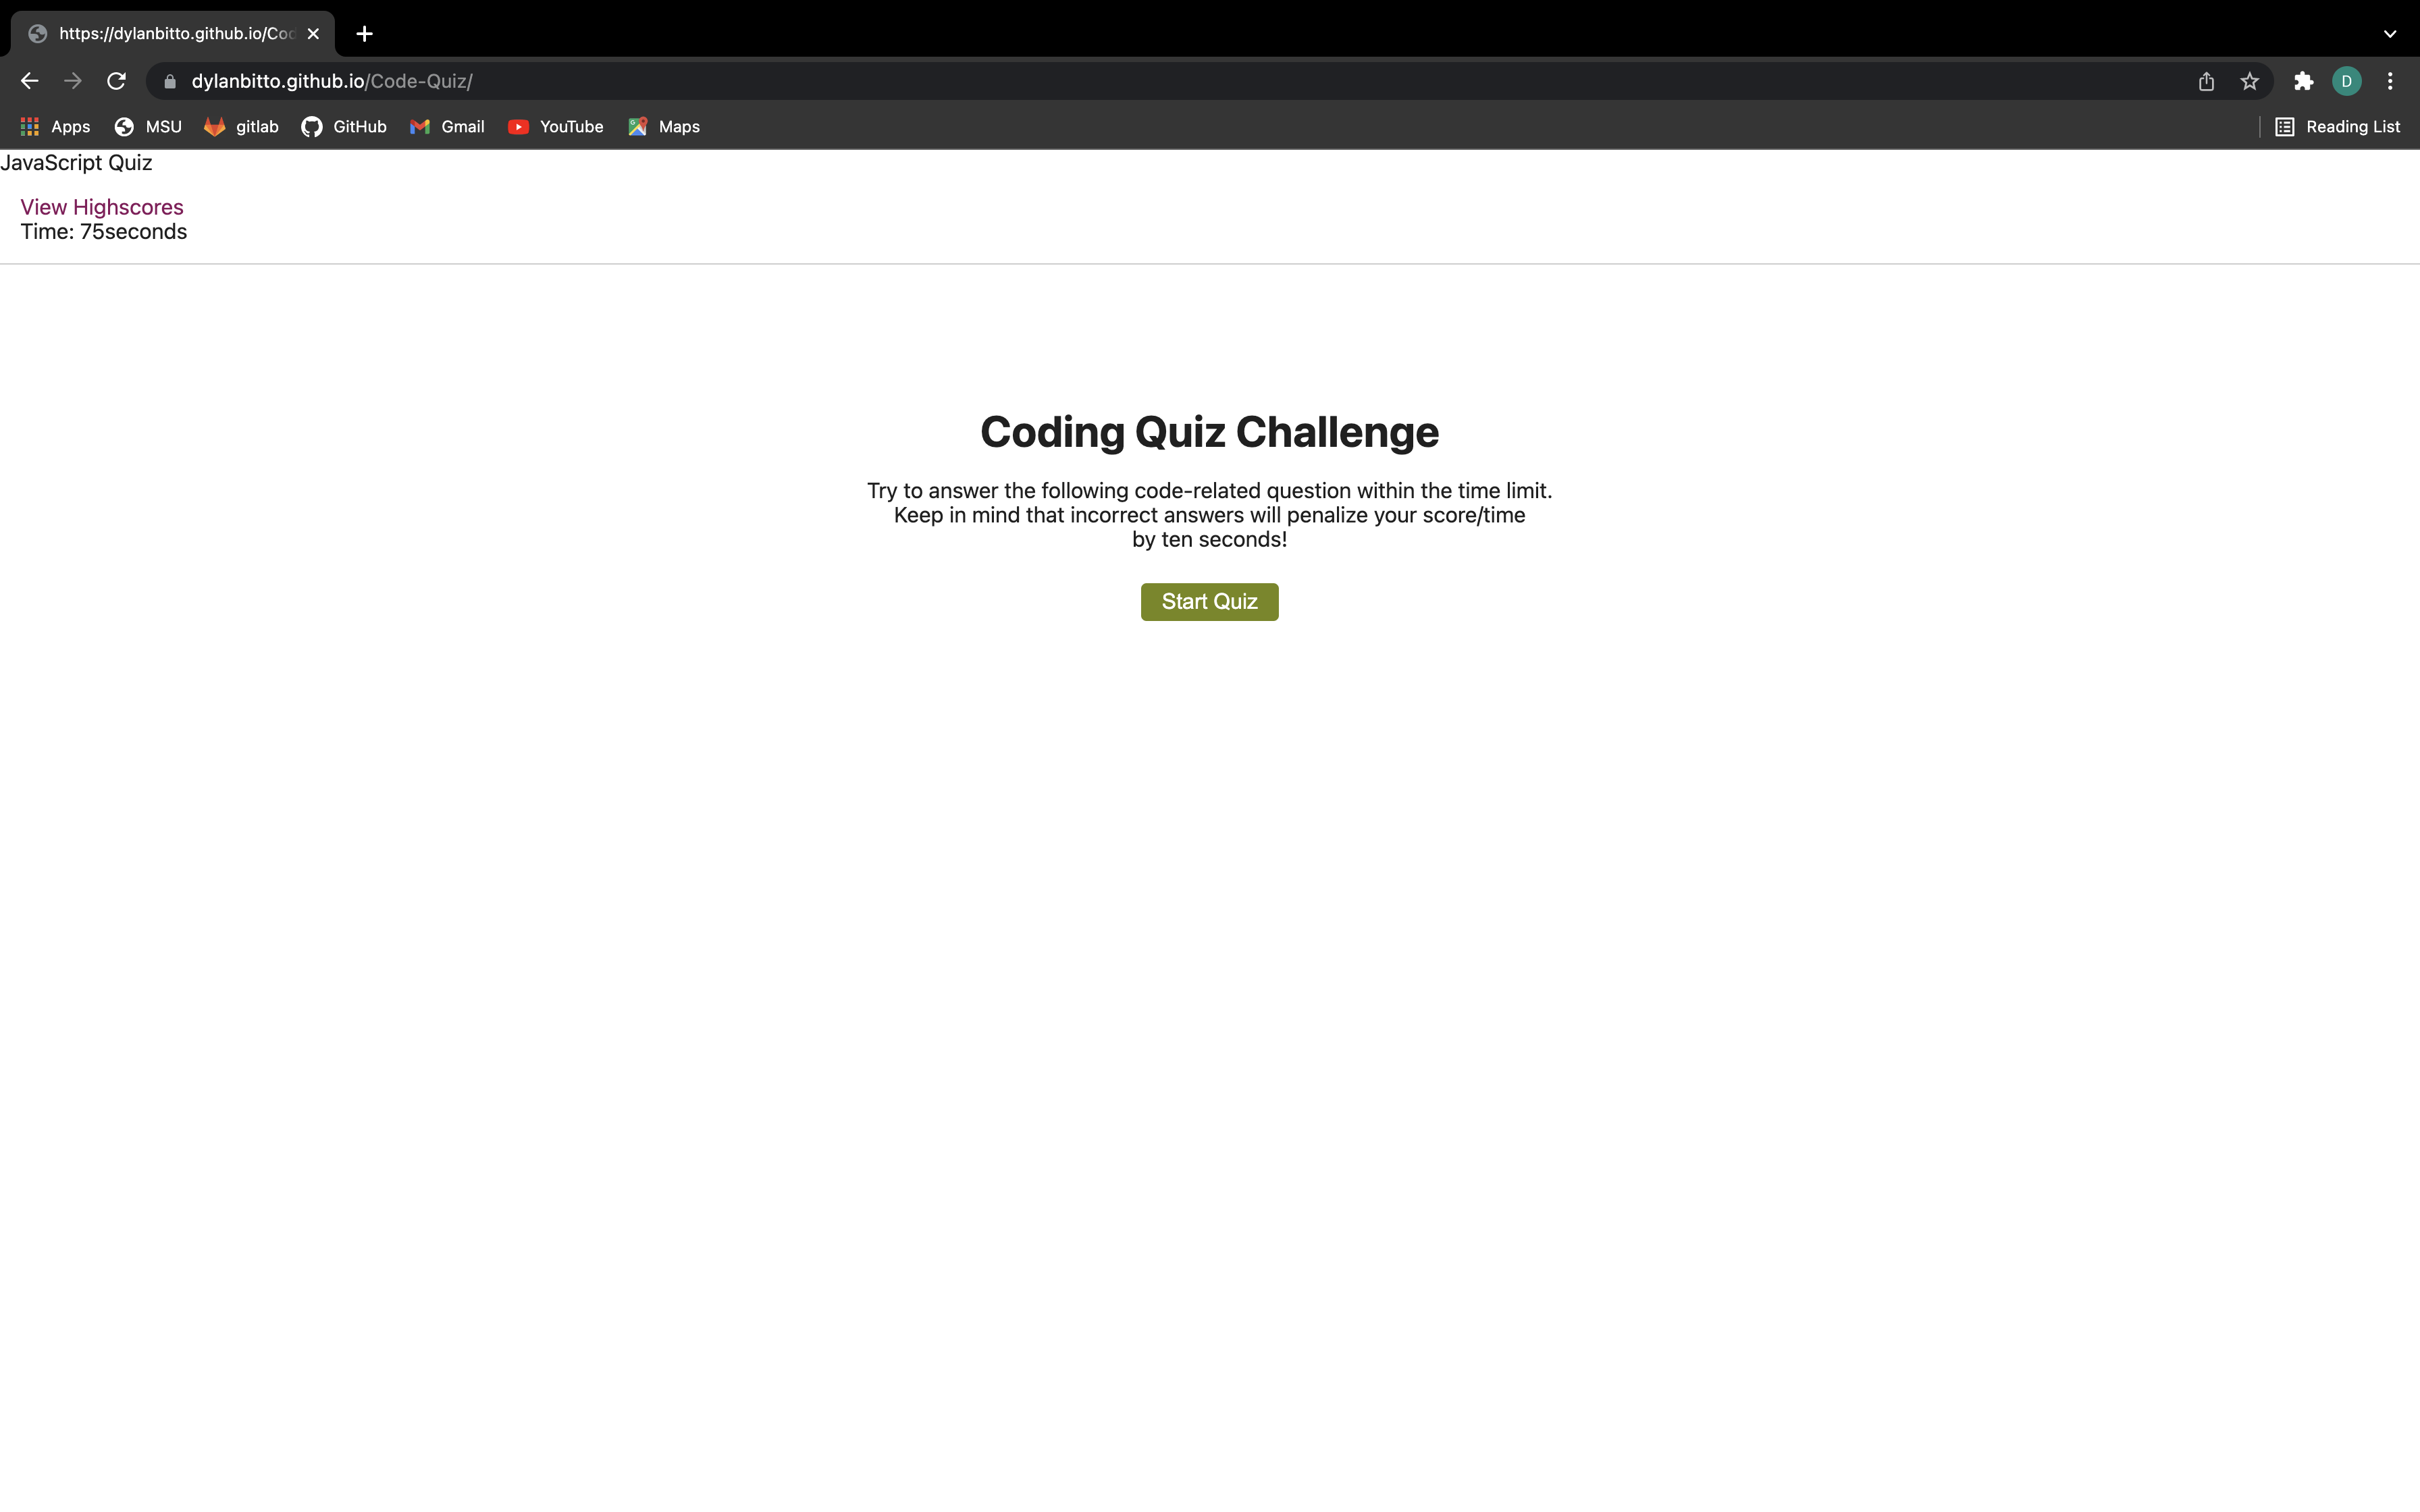 https://dylanbitto.github.io/Cod
dylanbitto.github.io/Code-Quiz/
D
Apps MSU gitlab GitHub Gmail YouTube Maps Reading List
JavaScript Quiz
View Highscores
Time: 75seconds
Coding Quiz Challenge
Try to answer the following code-related question within the time limit.
Keep in mind that incorrect answers will penalize your score/time
by ten seconds!
Start Quiz